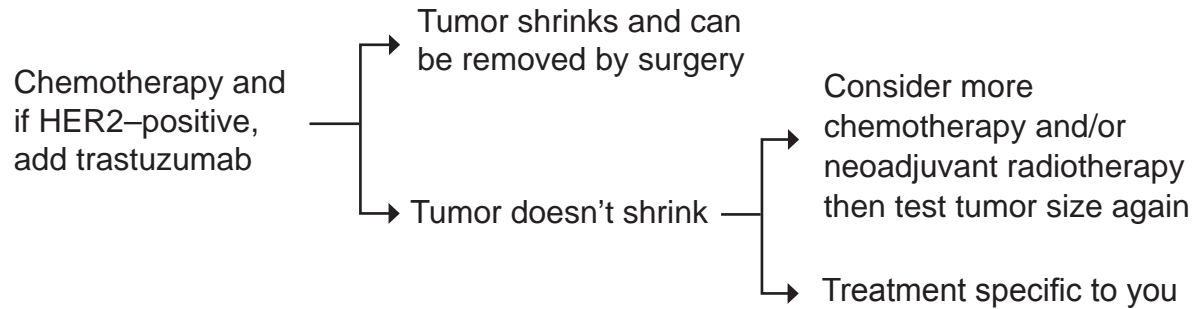 Chemotherapy and
if HER2–positive,
add trastuzumab
Tumor shrinks and can
be removed by surgery
Tumor doesn’t shrink
Consider more
chemotherapy and/or
neoadjuvant radiotherapy
then test tumor size again
Treatment specific to you